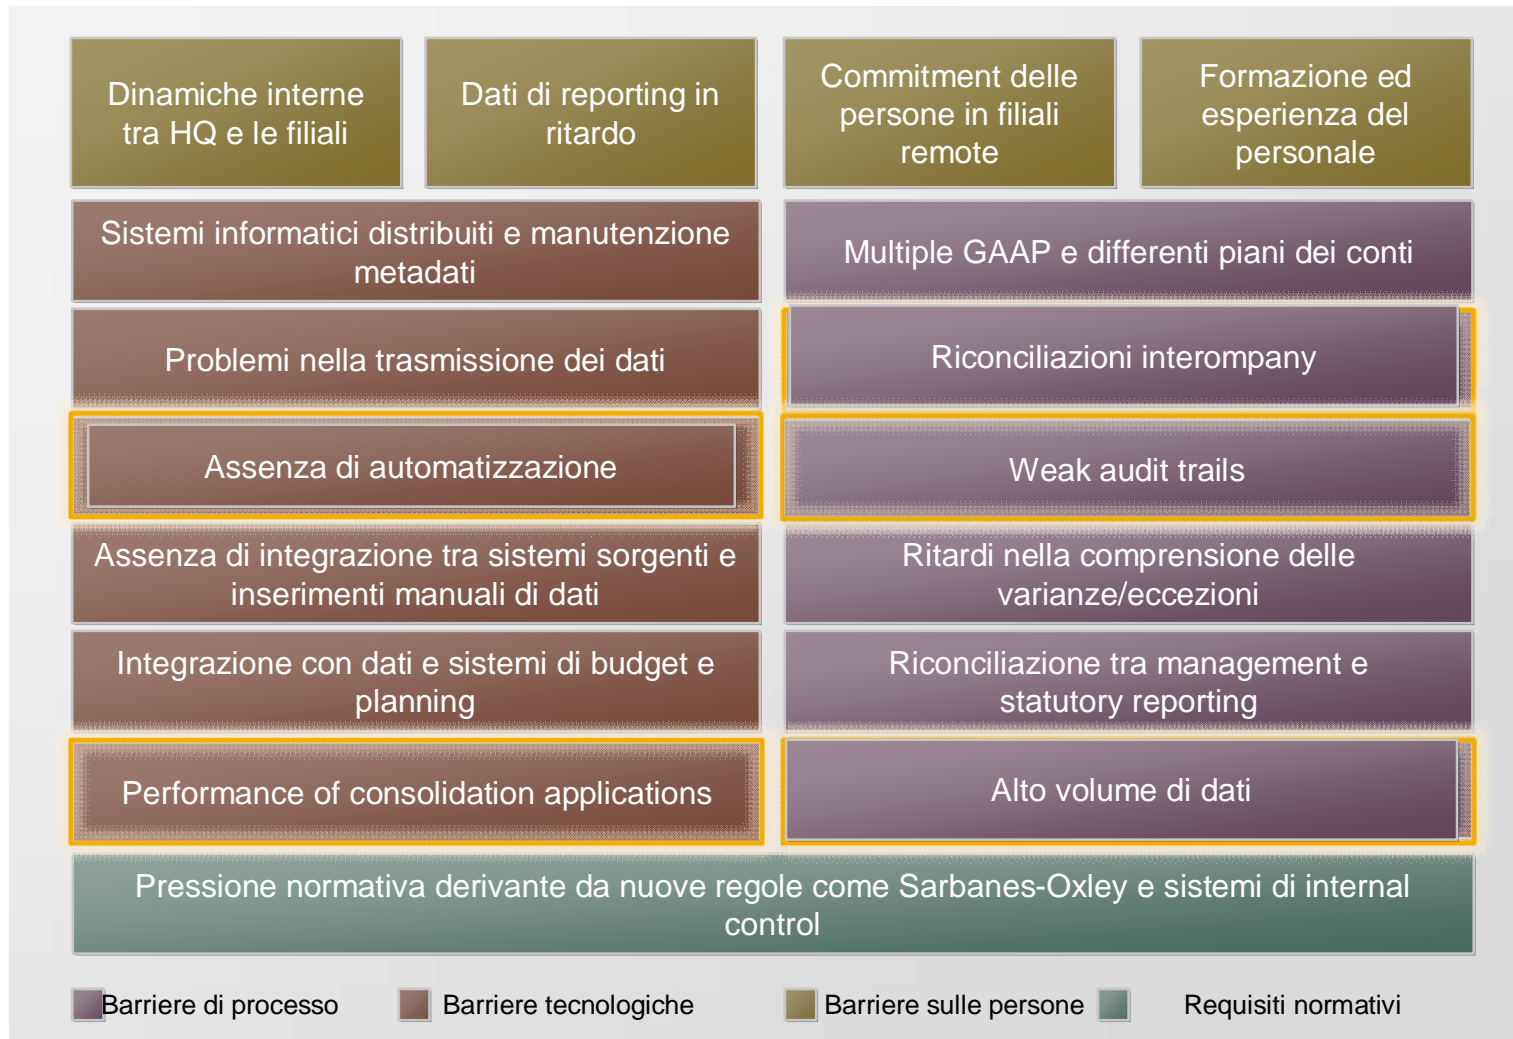 Dinamiche interne
tra HQ e le filiali
Dati di reporting in
ritardo
Commitment delle
persone in filiali
remote
Formazione ed
esperienza del
personale
Sistemi informatici distribuiti e manutenzione
metadati
Multiple GAAP e differenti piani dei conti
Problemi nella trasmissione dei dati
Riconciliazioni interompany
Assenza di automatizzazione
Weak audit trails
Assenza di integrazione tra sistemi sorgenti e
inserimenti manuali di dati
Ritardi nella comprensione delle
varianze/eccezioni
Integrazione con dati e sistemi di budget e
planning
Riconciliazione tra management e
statutory reporting
Performance of consolidation applications
Alto volume di dati
Pressione normativa derivante da nuove regole come Sarbanes-Oxley e sistemi di internal
control
Barriere di processo
Barriere tecnologiche
Barriere sulle persone
Requisiti normativi